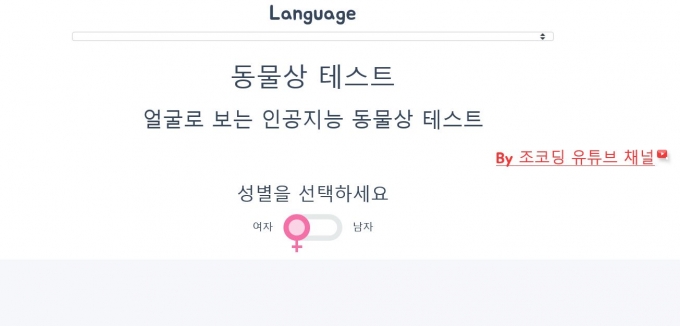 Language
동물상 테스트
얼굴로 보는 인공지능 동물상 테스트
By 조코딩 유튜브 채널
성별을 선택하세요
여자 남자